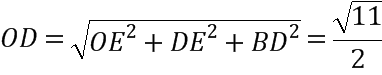 OD = √(OE² + DE² + BD²) = √11/2